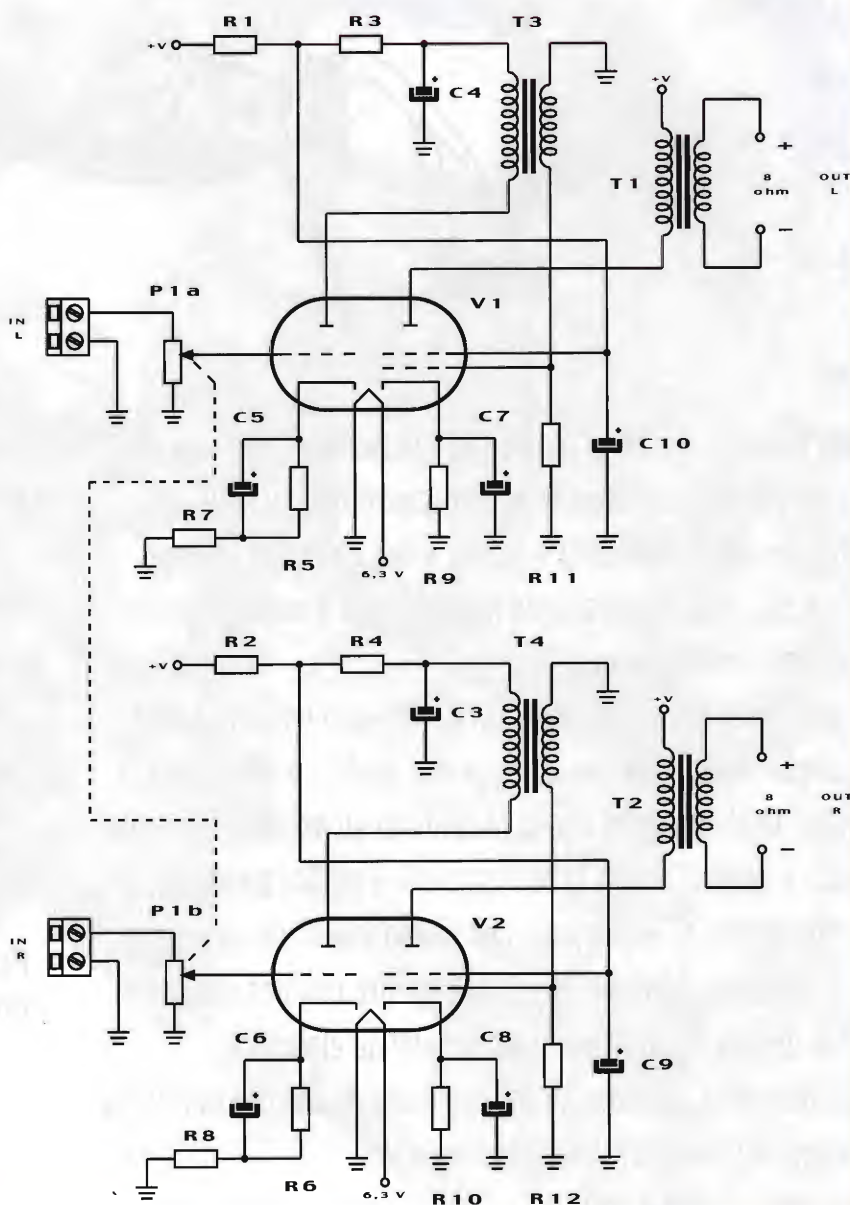 R1
R3
T3
+V
+
C4
+V
T1
+
8
ohm
−
OUT
L
P1a
IN
L
V1
C5
+
C7
+
+
C10
R7
R5
6,3 V
R9
R11
R2
R4
T4
+V
+
C3
+V
T2
+
8
ohm
−
OUT
R
P1b
IN
R
V2
C6
+
C8
+
+
C9
R8
R6
6,3 V
R10
R12